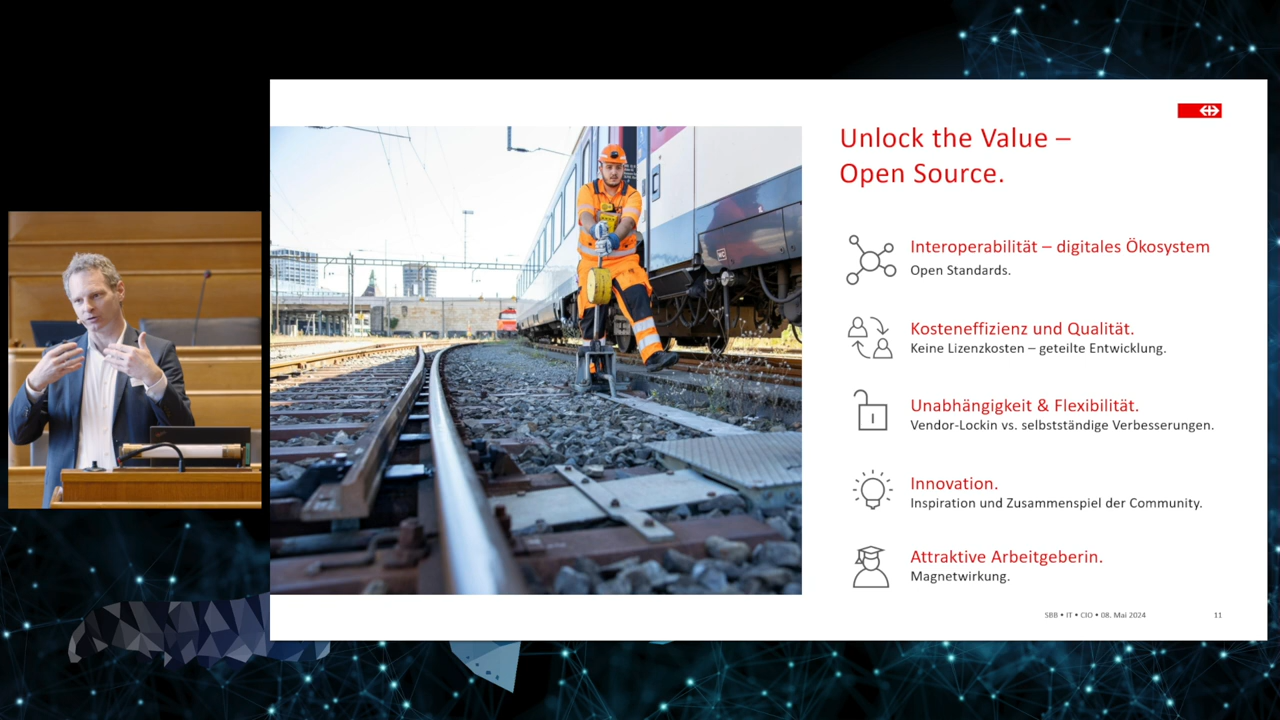 Unlock the Value –
Open Source.
Interoperabilität – digitales Ökosystem
Open Standards.
Kosteneffizienz und Qualität.
Keine Lizenzkosten – geteilte Entwicklung.
Unabhängigkeit & Flexibilität.
Vendor-Lockin vs. selbstständige Verbesserungen.
Innovation.
Inspiration und Zusammenspiel der Community.
Attraktive Arbeitgeberin.
Magnetwirkung.
SBB • IT • CIO • 08. Mai 2024
11